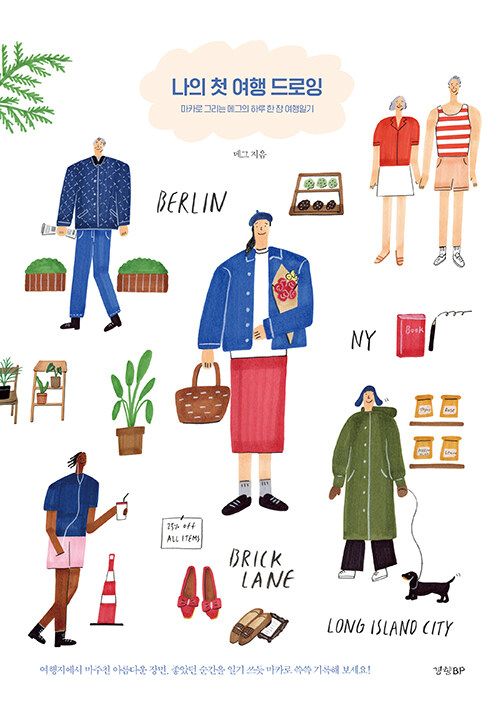 나의 첫 여행 드로잉
마카로 그리는 메그의 하루 한 장 여행일기
메그 지음
BERLIN
NY
Book
25% off
ALL ITEMS
BRICK
LANE
LONG ISLAND CITY
여행지에서 마주친 아름다운 장면, 좋았던 순간을 일기 쓰듯 마카로 쓱쓱 기록해 보세요!
경향BP